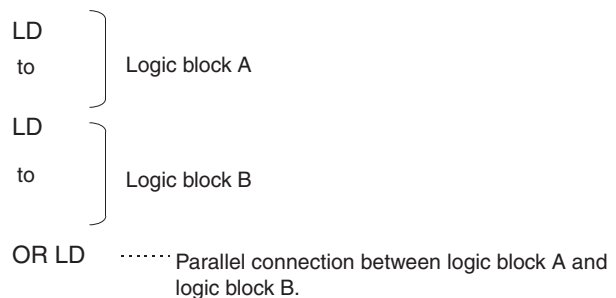 LD
to
Logic block A
LD
to
Logic block B
OR LD
Parallel connection between logic block A and
logic block B.